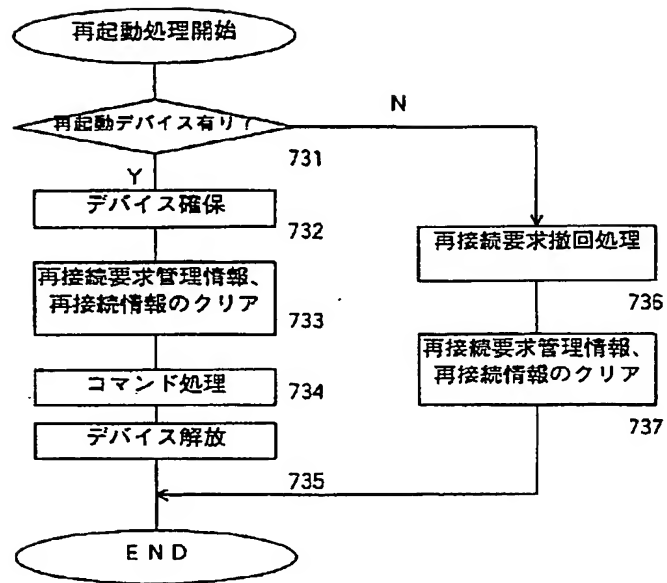 再起動処理開始
再起動デバイス有り？
N
731
Y
デバイス確保
732
再接続要求管理情報、
再接続情報のクリア
733
コマンド処理
734
デバイス解放
735
再接続要求撤回処理
736
再接続要求管理情報、
再接続情報のクリア
737
END